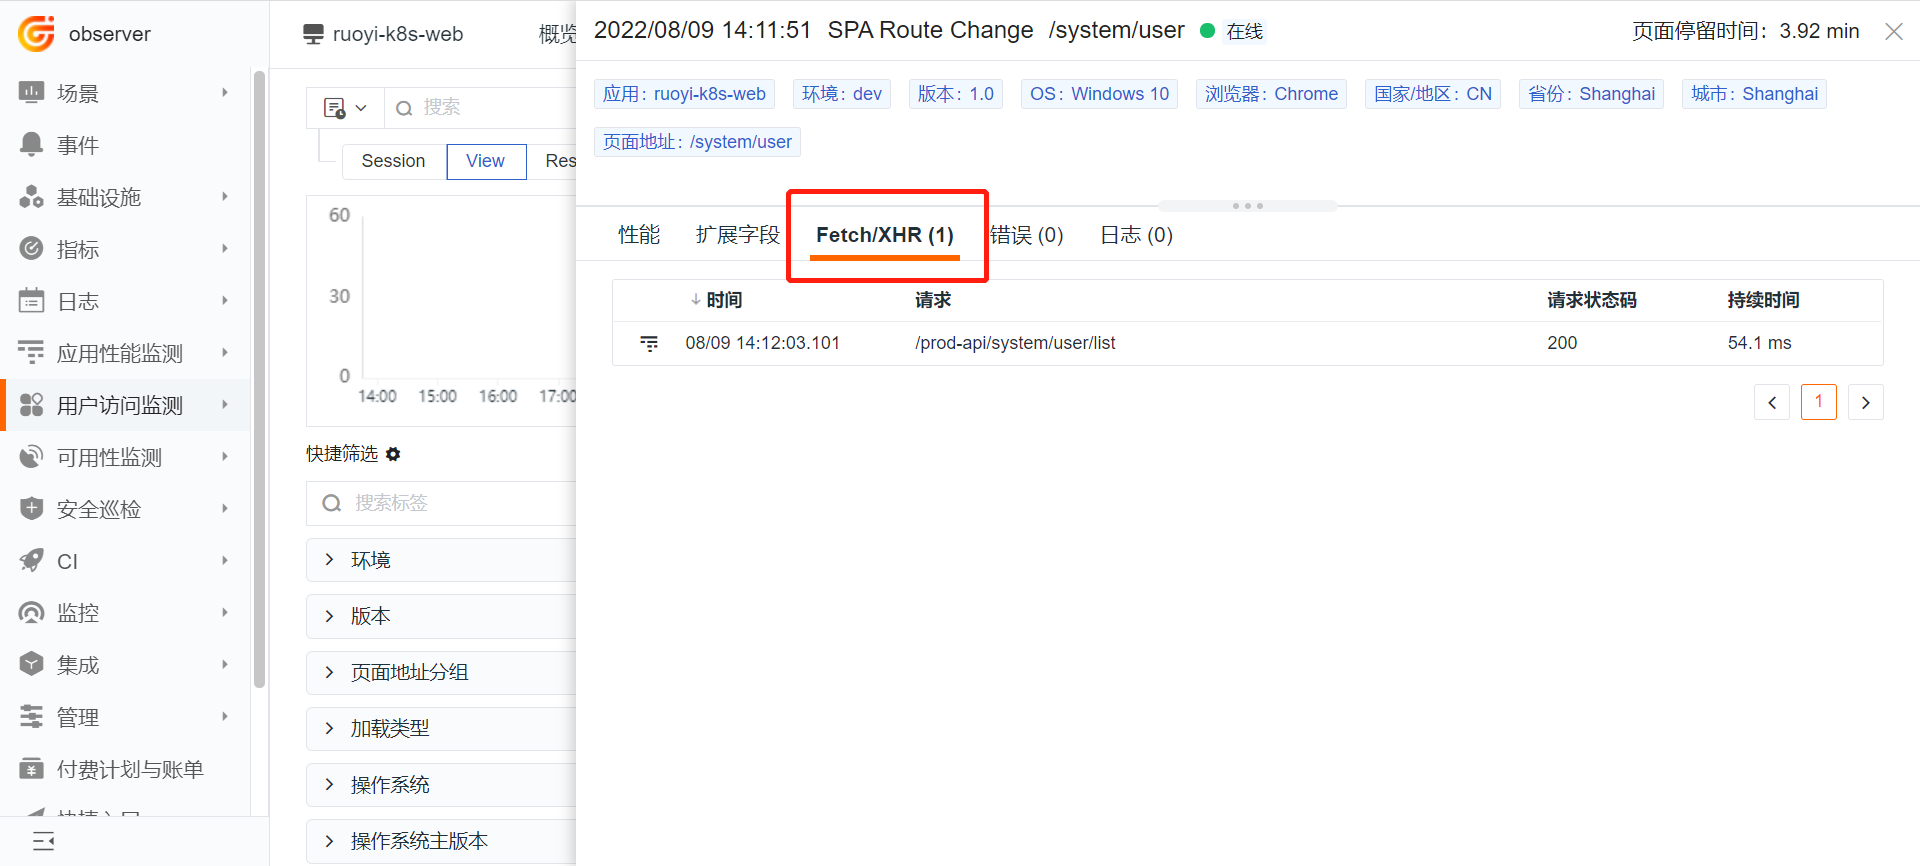 observer
场景
事件
基础设施
指标
日志
应用性能监测
用户访问监测
可用性监测
安全巡检
CI
监控
集成
管理
付费计划与账单
ruoyi-k8s-web
概览
搜索
Session
View
Res
60
30
0
14:00 15:00 16:00 17:00
快捷筛选
搜索标签
环境
版本
页面地址分组
加载类型
操作系统
操作系统主版本
2022/08/09 14:11:51 SPA Route Change /system/user 在线
页面停留时间：3.92 min
应用：ruoyi-k8s-web 环境：dev 版本：1.0 OS：Windows 10 浏览器：Chrome 国家/地区：CN 省份：Shanghai 城市：Shanghai
页面地址：/system/user
性能 扩展字段 Fetch/XHR (1) 错误 (0) 日志 (0)
时间 请求 请求状态码 持续时间
08/09 14:12:03.101 /prod-api/system/user/list 200 54.1 ms
1